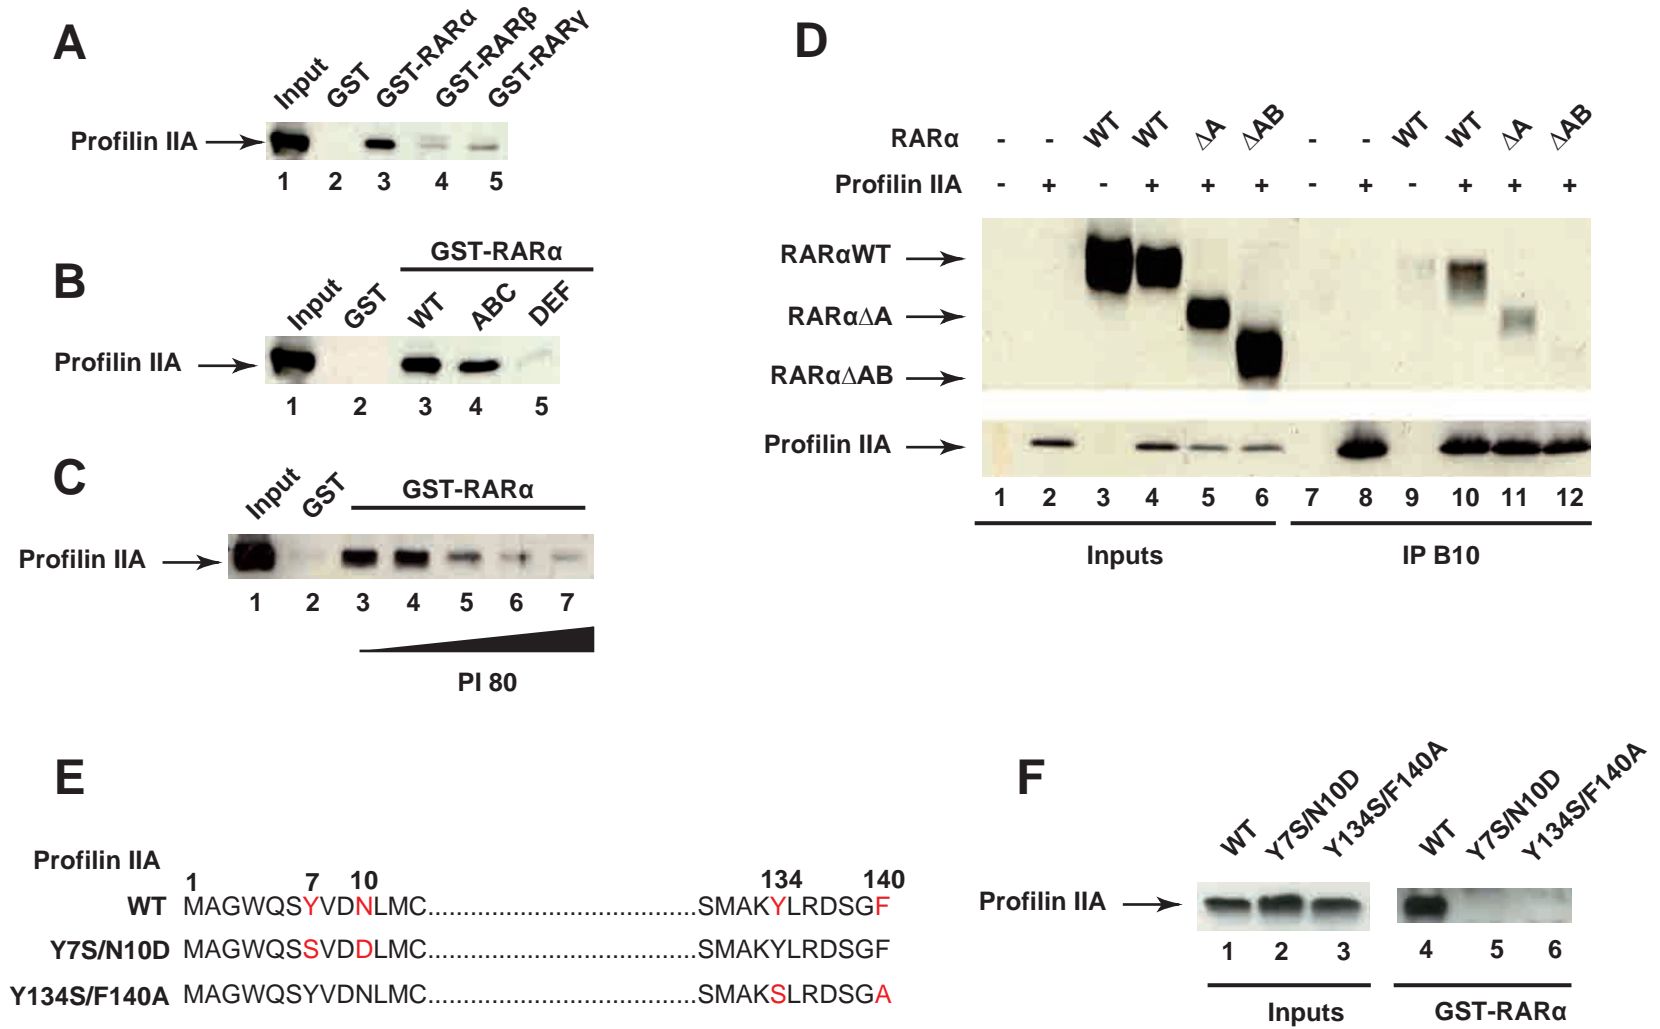 A
Input GST GST-RARα GST-RARβ GST-RARγ
Profilin IIA
1 2 3 4 5
B
GST-RARα
Input GST WT ABC DEF
Profilin IIA
1 2 3 4 5
C
GST-RARα
Input GST
Profilin IIA
1 2 3 4 5 6 7
PI 80
D
RARα - - WT WT ΔA ΔAB - - WT WT ΔA ΔAB
Profilin IIA - + - + + + - + - + + +
RARαWT
RARαΔA
RARαΔAB
Profilin IIA
1 2 3 4 5 6 7 8 9 10 11 12
Inputs IP B10
E
Profilin IIA
1 7 10 134 140
WT MAGWQSYVDNLMC................................SMAKYLRDSGF
Y7S/N10D MAGWQSSVDDLMC................................SMAKYLRDSGF
Y134S/F140A MAGWQSYVDNLMC................................SMAKSLRDSGA
F
WT Y7S/N10D Y134S/F140A WT Y7S/N10D Y134S/F140A
Profilin IIA
1 2 3 4 5 6
Inputs GST-RARα